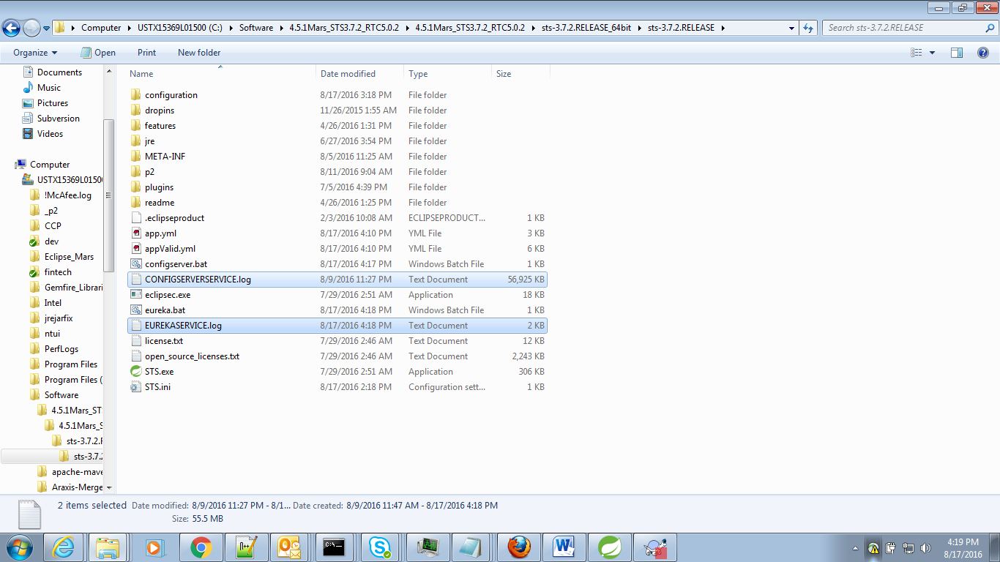 Computer USTX15369L01500 (C:) Software 4.5.1Mars_STS3.7.2_RTC5.0.2 4.5.1Mars_STS3.7.2_RTC5.0.2 sts-3.7.2.RELEASE_64bit sts-3.7.2.RELEASE Search sts-3.7.2.RELEASE
Organize Open Print New folder
Documents
Music
Pictures
Subversion
Videos
Computer
USTX15369L01500
!McAfee.log
_p2
CCP
dev
Eclipse_Mars
fintech
Gemfire_Librari
Intel
jrejarfix
ntui
PerfLogs
Program Files
Program Files (
Software
4.5.1Mars_ST
4.5.1Mars_S
sts-3.7.2.R
sts-3.7.2
apache-mave
Araxis-Merge
Name Date modified Type Size
configuration 8/17/2016 3:18 PM File folder
dropins 11/26/2015 1:55 AM File folder
features 4/26/2016 1:31 PM File folder
jre 6/27/2016 3:54 PM File folder
META-INF 8/5/2016 11:25 AM File folder
p2 8/11/2016 9:04 AM File folder
plugins 7/5/2016 4:39 PM File folder
readme 4/26/2016 1:25 PM File folder
.eclipseproduct 2/3/2016 10:08 AM ECLIPSEPRODUCT... 1 KB
app.yml 8/17/2016 4:10 PM YML File 3 KB
appValid.yml 8/17/2016 4:10 PM YML File 6 KB
configserver.bat 8/17/2016 4:17 PM Windows Batch File 1 KB
CONFIGSERVERSERVICE.log 8/9/2016 11:27 PM Text Document 56,925 KB
eclipsec.exe 7/29/2016 2:51 AM Application 18 KB
eureka.bat 8/17/2016 4:18 PM Windows Batch File 1 KB
EUREKASERVICE.log 8/17/2016 4:18 PM Text Document 2 KB
license.txt 7/29/2016 2:46 AM Text Document 12 KB
open_source_licenses.txt 7/29/2016 2:46 AM Text Document 2,243 KB
STS.exe 7/29/2016 2:51 AM Application 306 KB
STS.ini 8/17/2016 2:18 PM Configuration sett... 1 KB
2 items selected Date modified: 8/9/2016 11:27 PM - 8/1... Date created: 8/9/2016 11:47 AM - 8/17/2016 4:18 PM
Size: 55.5 MB
4:19 PM
8/17/2016